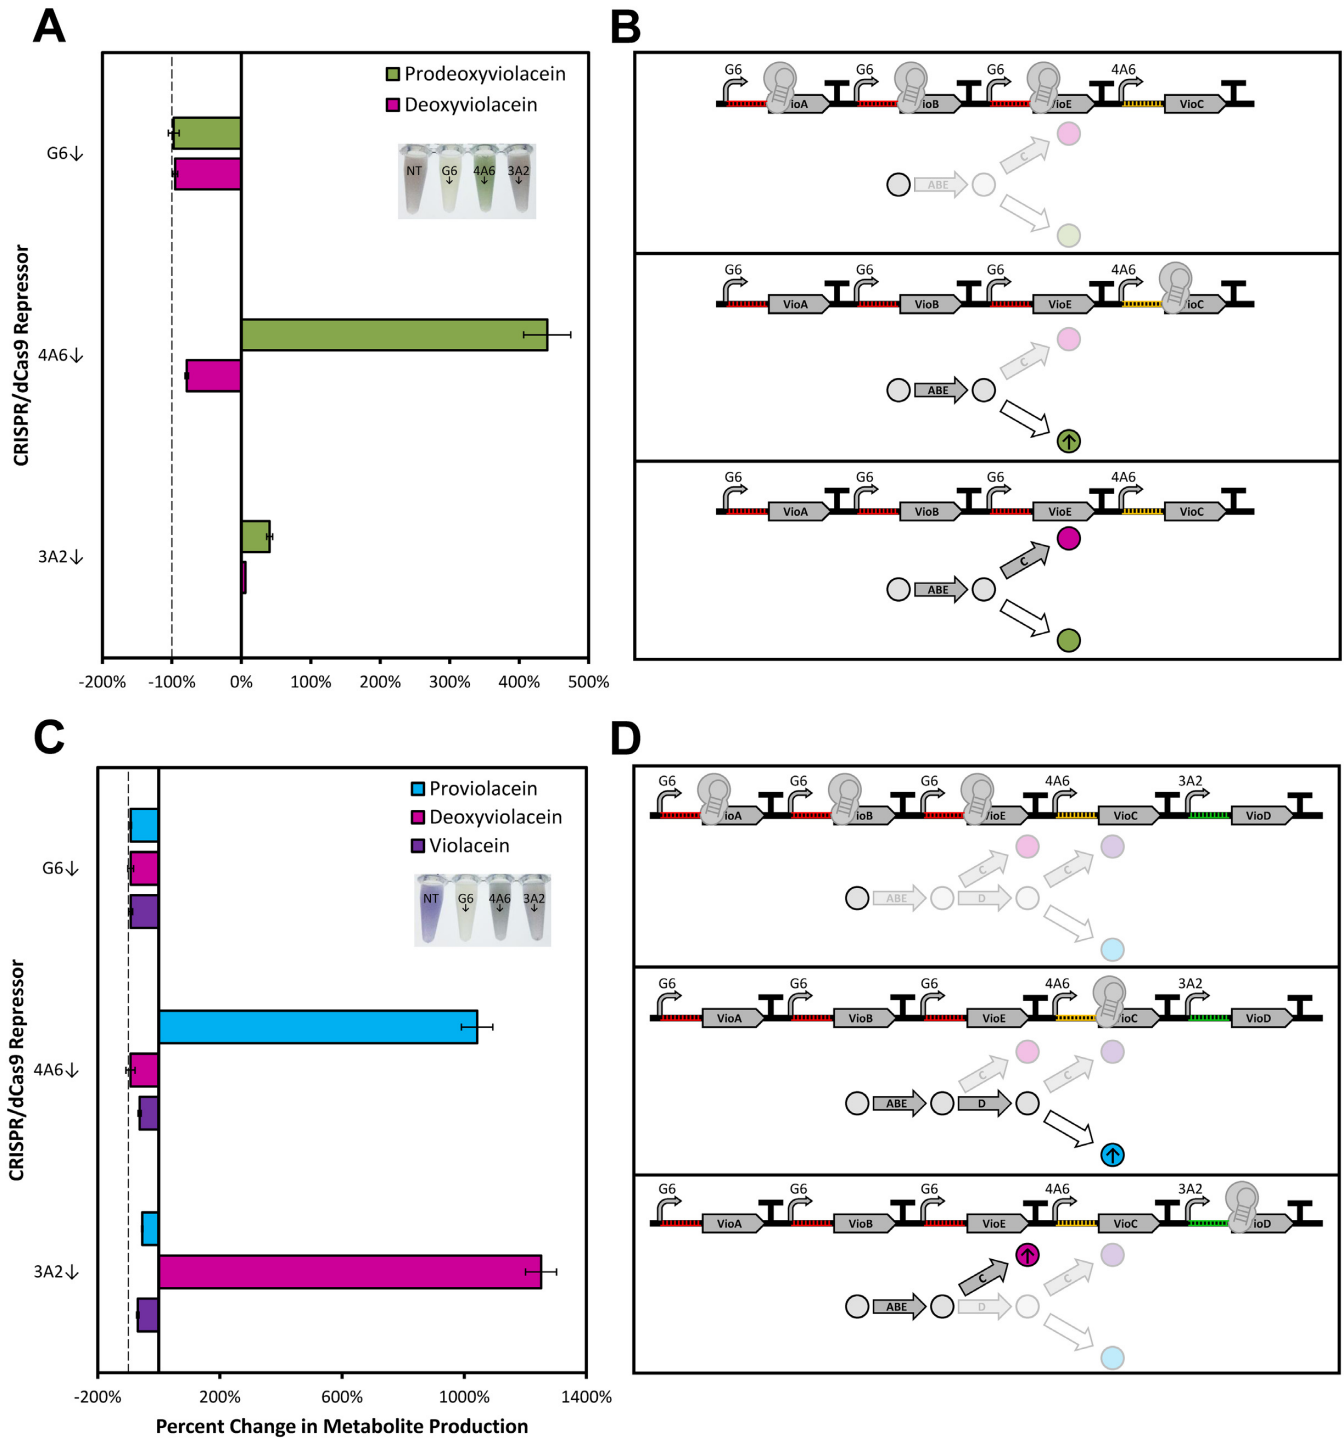 A
Prodeoxyviolacein
Deoxyviolacein
NT G6↓ 4A6↓ 3A2↓
CRISPR/dCas9 Repressor
G6↓
4A6↓
3A2↓
-200% -100% 0% 100% 200% 300% 400% 500%
B
G6 G6 G6 4A6
ioA ioB ioE VioC
C
ABE
G6 G6 G6 4A6
VioA VioB VioE ioC
C
ABE
G6 G6 G6 4A6
VioA VioB VioE VioC
C
ABE
C
Proviolacein
Deoxyviolacein
Violacein
NT G6↓ 4A6↓ 3A2↓
CRISPR/dCas9 Repressor
G6↓
4A6↓
3A2↓
-200% 200% 600% 1000% 1400%
Percent Change in Metabolite Production
D
G6 G6 G6 4A6 3A2
ioA ioB ioE VioC VioD
C C
ABE D
G6 G6 G6 4A6 3A2
VioA VioB VioE ioC VioD
C C
ABE D
G6 G6 G6 4A6 3A2
VioA VioB VioE VioC ioD
C C
ABE D